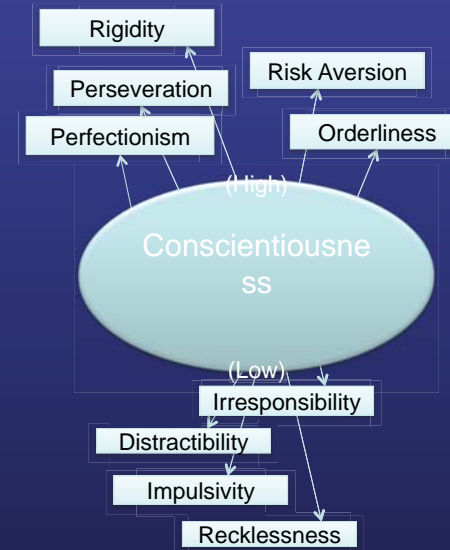 Rigidity
Risk Aversion
Perseveration
Perfectionism
Orderliness
(High)
Conscientiousne
ss
(Low)
Irresponsibility
Distractibility
Impulsivity
Recklessness